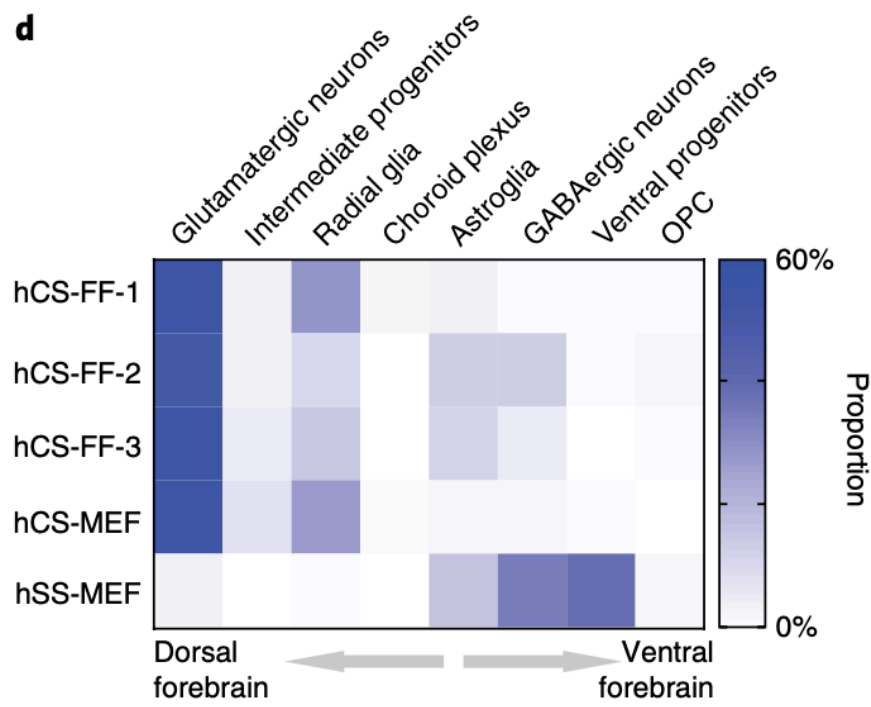 d
Glutamatergic neurons
Intermediate progenitors
Radial glia
Choroid plexus
Astroglia
GABAergic neurons
Ventral progenitors
OPC
hCS-FF-1
hCS-FF-2
hCS-FF-3
hCS-MEF
hSS-MEF
60%
0%
Proportion
Dorsal
forebrain
Ventral
forebrain